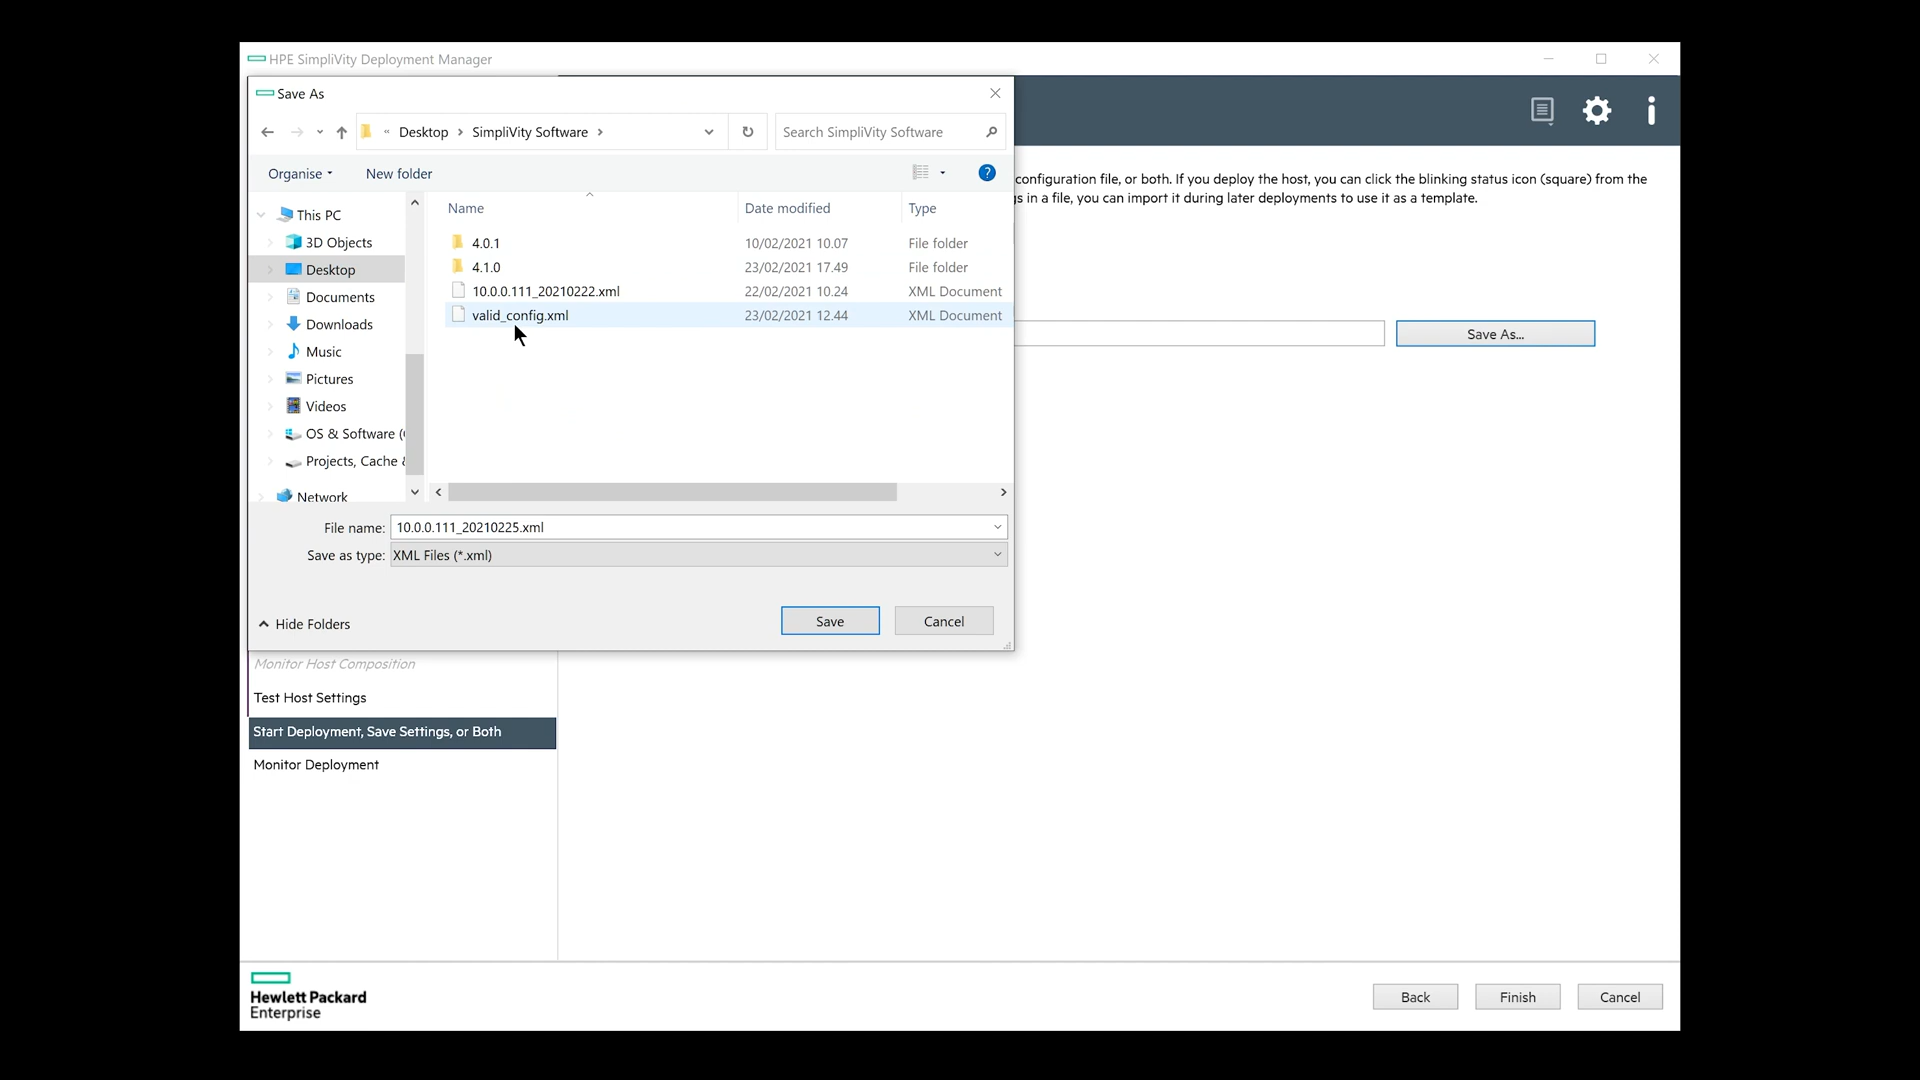 HPE SimpliVity Deployment Manager
Save As
« Desktop > SimpliVity Software >
Search SimpliVity Software
Organise
New folder
?
This PC
3D Objects
Desktop
Documents
Downloads
Music
Pictures
Videos
OS & Software (
Projects, Cache &
Network
Name Date modified Type
4.0.1 10/02/2021 10.07 File folder
4.1.0 23/02/2021 17.49 File folder
10.0.0.111_20210222.xml 22/02/2021 10.24 XML Document
valid_config.xml 23/02/2021 12.44 XML Document
File name: 10.0.0.111_20210225.xml
Save as type: XML Files (*.xml)
Hide Folders
Save
Cancel
configuration file, or both. If you deploy the host, you can click the blinking status icon (square) from the
gs in a file, you can import it during later deployments to use it as a template.
Save As...
Monitor Host Composition
Test Host Settings
Start Deployment, Save Settings, or Both
Monitor Deployment
Hewlett Packard
Enterprise
Back
Finish
Cancel